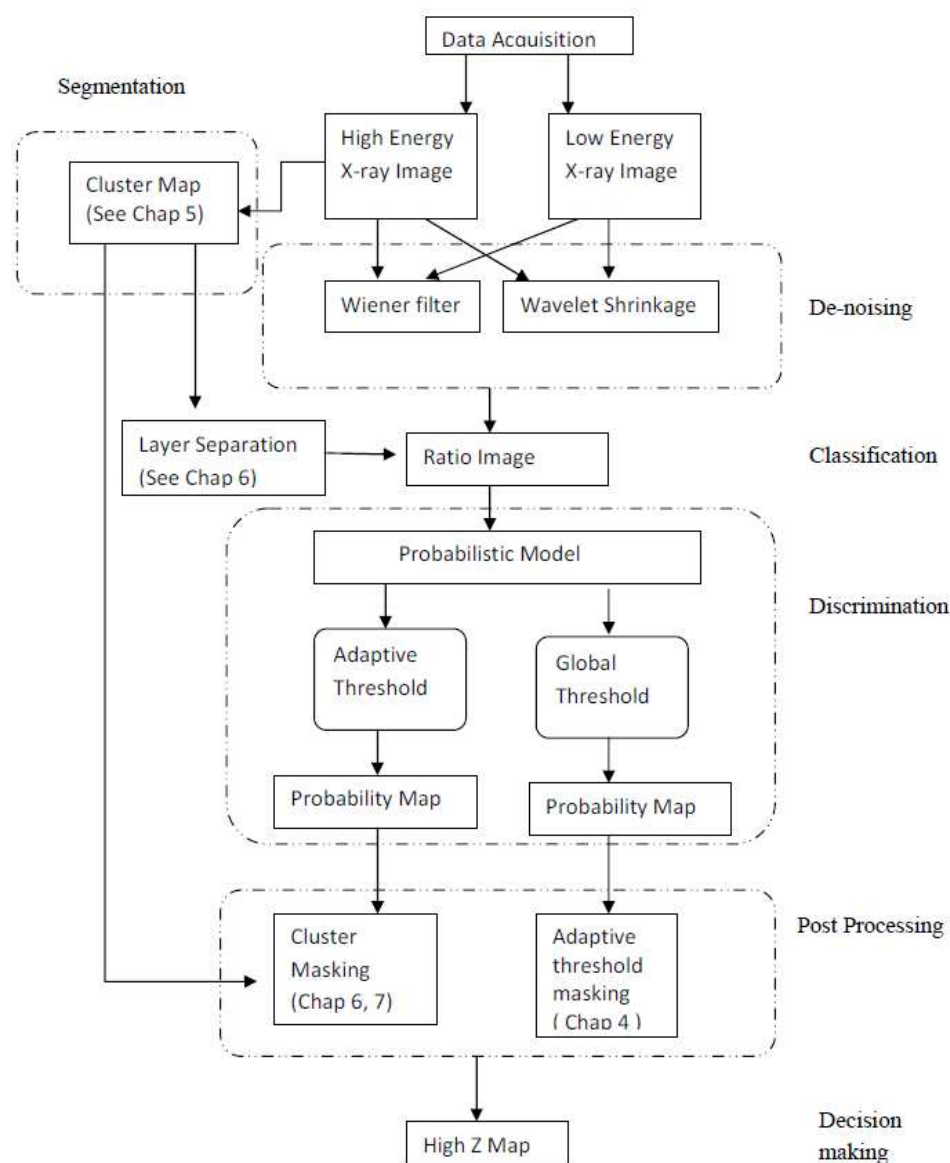 Data Acquisition
Segmentation
High Energy
X-ray Image
Low Energy
X-ray Image
Cluster Map
(See Chap 5)
Wiener filter
Wavelet Shrinkage
De-noising
Layer Separation
(See Chap 6)
Ratio Image
Classification
Probabilistic Model
Discrimination
Adaptive
Threshold
Global
Threshold
Probability Map
Probability Map
Post Processing
Cluster
Masking
(Chap 6, 7)
Adaptive
threshold
masking
( Chap 4 )
High Z Map
Decision
making